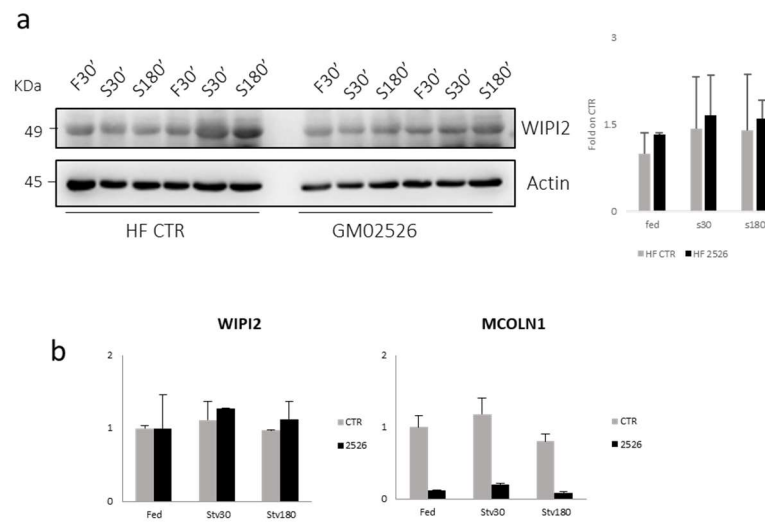 a
KDa
F30' S30' S180' F30' S30' S180' F30' S30' S180' F30' S30' S180'
49 WIPI2
45 Actin
HF CTR GM02526
3
1.5
0
Fold on CTR
fed s30 s180
HF CTR HF 2526
b
WIPI2
2
1
0
Fed Stv30 Stv180
CTR
2526
MCOLN1
2
1
0
Fed Stv30 Stv180
CTR
2526